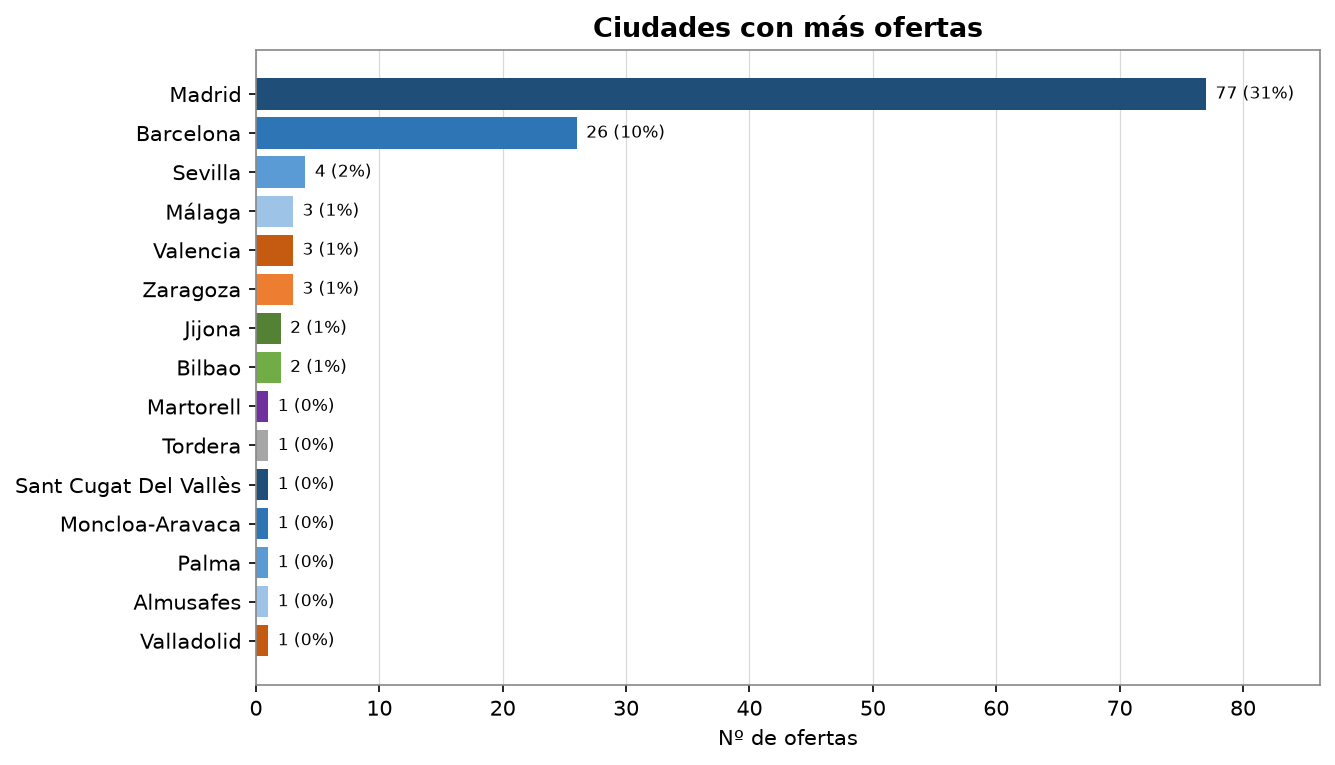 Ciudades con más ofertas
Madrid 77 (31%)
Barcelona 26 (10%)
Sevilla 4 (2%)
Málaga 3 (1%)
Valencia 3 (1%)
Zaragoza 3 (1%)
Jijona 2 (1%)
Bilbao 2 (1%)
Martorell 1 (0%)
Tordera 1 (0%)
Sant Cugat Del Vallès 1 (0%)
Moncloa-Aravaca 1 (0%)
Palma 1 (0%)
Almusafes 1 (0%)
Valladolid 1 (0%)
0 10 20 30 40 50 60 70 80
Nº de ofertas